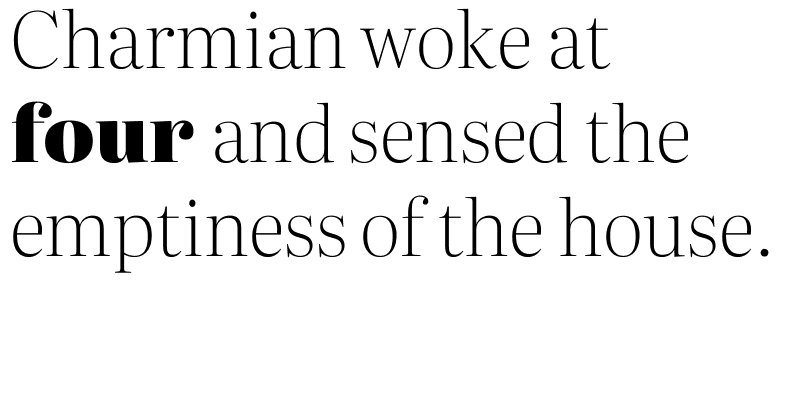 Charmian woke at
four and sensed the
emptiness of the house.